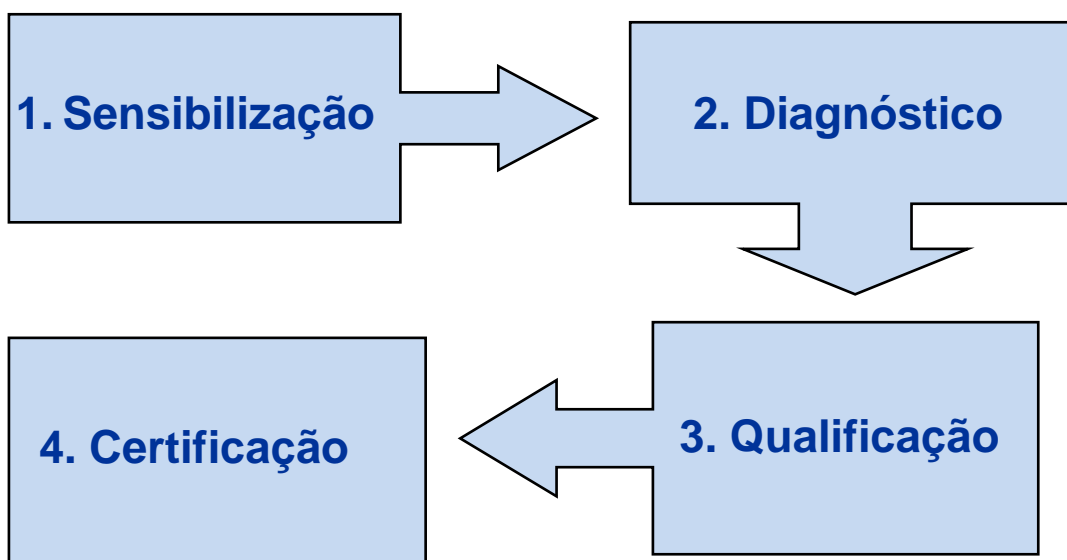 1. Sensibilização
2. Diagnóstico
3. Qualificação
4. Certificação